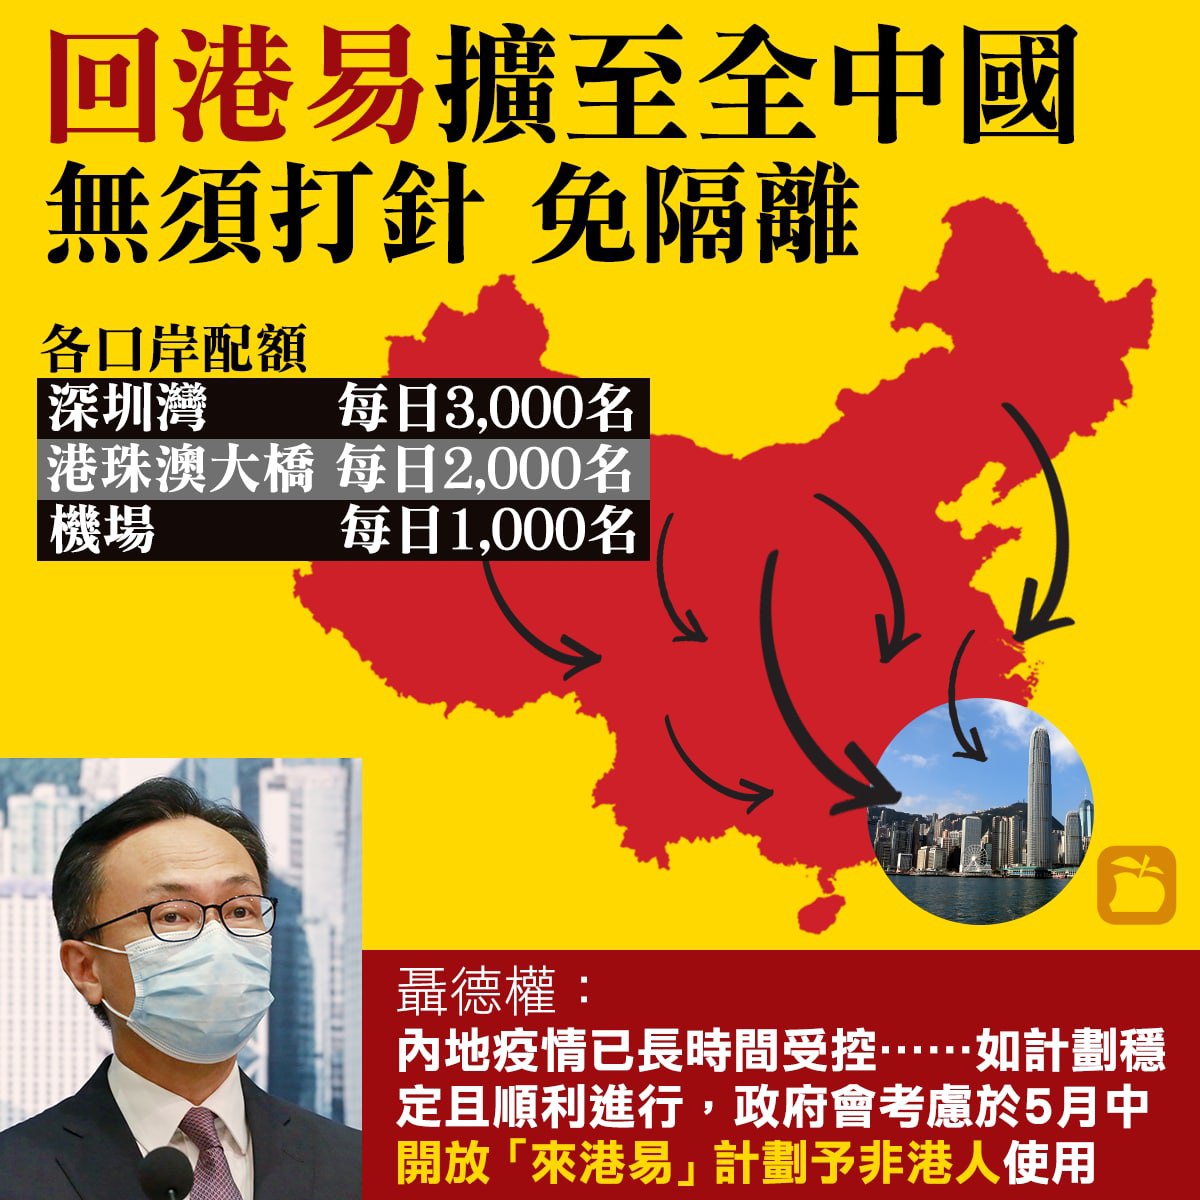 回港易擴至全中國
無須打針 免隔離
各口岸配額
深圳灣 每日3,000名
港珠澳大橋 每日2,000名
機場 每日1,000名
聶德權：
內地疫情已長時間受控⋯⋯如計劃穩
定且順利進行，政府會考慮於5月中
開放「來港易」計劃予非港人使用